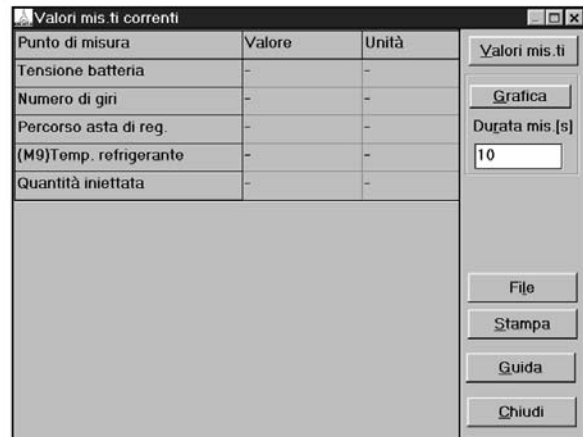 Valori mis.ti correnti
Punto di misura Valore Unità
Tensione batteria - -
Numero di giri - -
Percorso asta di reg. - -
(M9)Temp. refrigerante - -
Quantità iniettata - -
Valori mis.ti
Grafica
Durata mis.[s]
10
File
Stampa
Guida
Chiudi